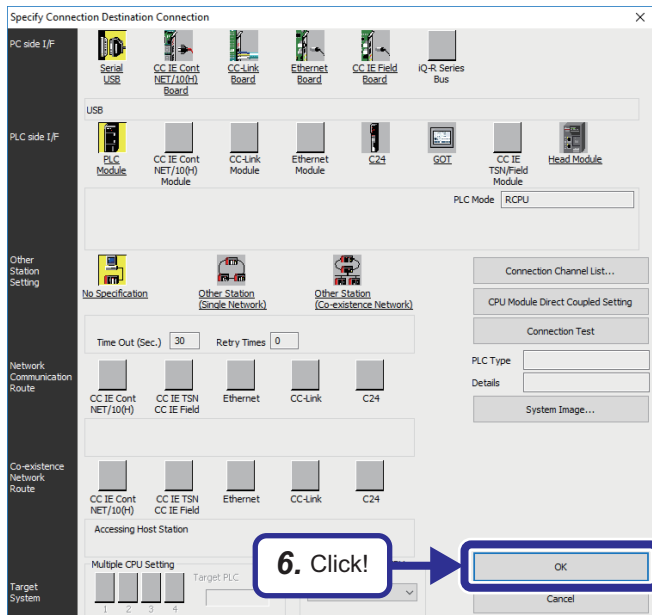 Specify Connection Destination Connection
PC side I/F
Serial
USB
CC IE Cont
NET/10(H)
Board
CC-Link
Board
Ethernet
Board
CC IE Field
Board
iQ-R Series
Bus
USB
PLC side I/F
PLC
Module
CC IE Cont
NET/10(H)
Module
CC-Link
Module
Ethernet
Module
C24
GOT
CC IE
TSN/Field
Module
Head Module
PLC Mode RCPU
Other
Station
Setting
No Specification
Other Station
(Single Network)
Other Station
(Co-existence Network)
Connection Channel List...
CPU Module Direct Coupled Setting
Connection Test
Time Out (Sec.) 30 Retry Times 0
PLC Type
Details
System Image...
Network
Communication
Route
CC IE Cont
NET/10(H)
CC IE TSN
CC IE Field
Ethernet
CC-Link
C24
Co-existence
Network
Route
CC IE Cont
NET/10(H)
CC IE TSN
CC IE Field
Ethernet
CC-Link
C24
Accessing Host Station
Target
System
Multiple CPU Setting
Target PLC
1 2 3 4
6. Click!
OK
Cancel